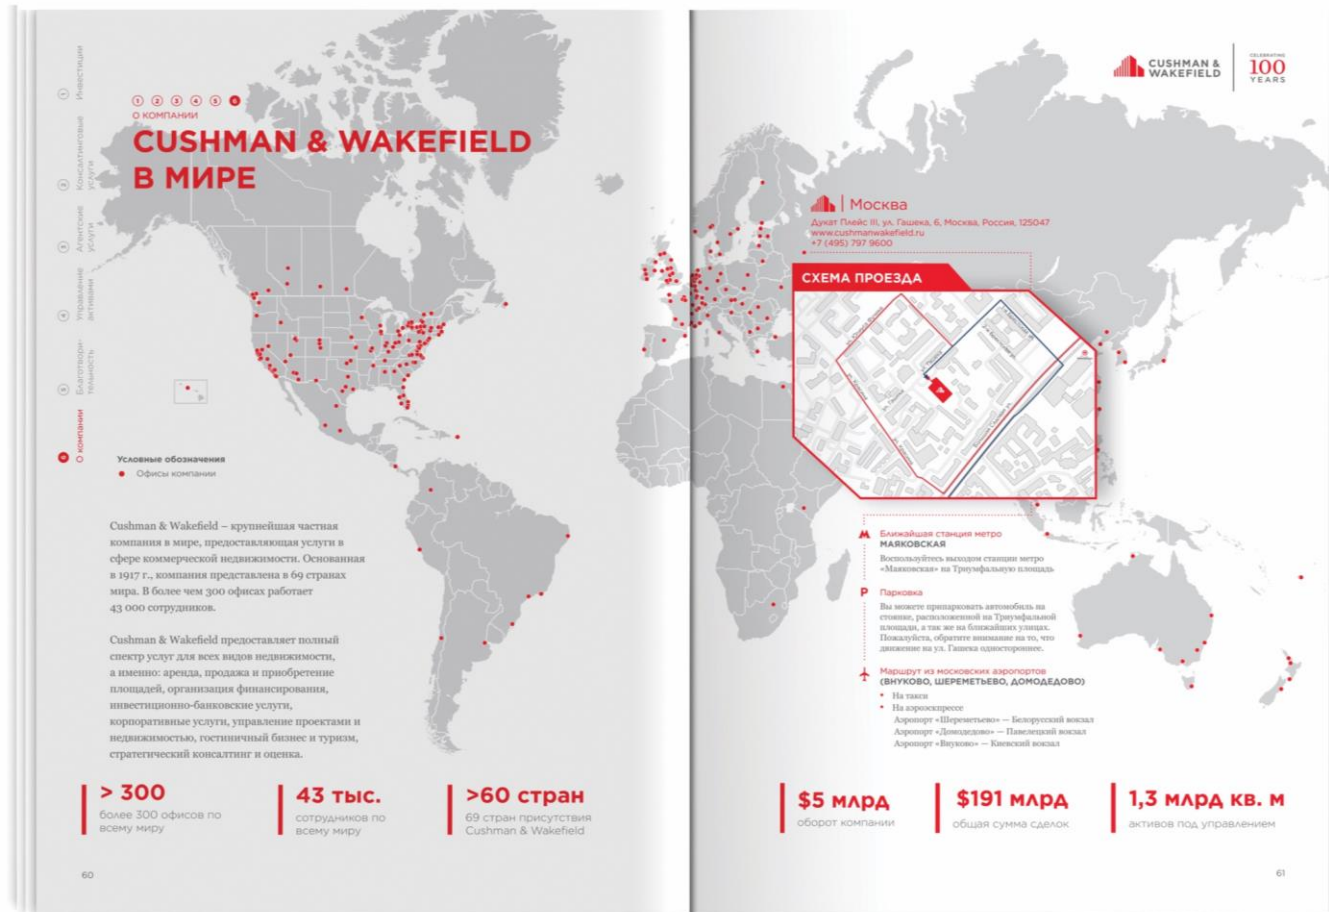 1 Инвестиции
2 Консалтинговые
услуги
3 Агентские
услуги
4 Управление
активами
5 Благотвори-
тельность
6 О компании
1 2 3 4 5 6
О КОМПАНИИ
CUSHMAN & WAKEFIELD
В МИРЕ
Условные обозначения
Офисы компании
Cushman & Wakefield – крупнейшая частная
компания в мире, предоставляющая услуги в
сфере коммерческой недвижимости. Основанная
в 1917 г., компания представлена в 69 странах
мира. В более чем 300 офисах работает
43 000 сотрудников.
Cushman & Wakefield предоставляет полный
спектр услуг для всех видов недвижимости,
а именно: аренда, продажа и приобретение
площадей, организация финансирования,
инвестиционно-банковские услуги,
корпоративные услуги, управление проектами и
недвижимостью, гостиничный бизнес и туризм,
стратегический консалтинг и оценка.
> 300
более 300 офисов по
всему миру
43 тыс.
сотрудников по
всему миру
>60 стран
69 стран присутствия
Cushman & Wakefield
60
CUSHMAN &
WAKEFIELD
CELEBRATING
100
YEARS
Москва
Дукат Плейс III, ул. Гашека, 6, Москва, Россия, 125047
www.cushmanwakefield.ru
+7 (495) 797 9600
СХЕМА ПРОЕЗДА
Ближайшая станция метро
МАЯКОВСКАЯ
Воспользуйтесь выходом станции метро
«Маяковская» на Триумфальную площадь
P Парковка
Вы можете припарковать автомобиль на
стоянке, расположенной на Триумфальной
площади, а так же на ближайших улицах.
Пожалуйста, обратите внимание на то, что
движение на ул. Гашека одностороннее.
Маршрут из московских аэропортов
(ВНУКОВО, ШЕРЕМЕТЬЕВО, ДОМОДЕДОВО)
На такси
На аэроэкспрессе
Аэропорт «Шереметьево» — Белорусский вокзал
Аэропорт «Домодедово» — Павелецкий вокзал
Аэропорт «Внуково» — Киевский вокзал
$5 млрд
оборот компании
$191 млрд
общая сумма сделок
1,3 млрд кв. м
активов под управлением
61